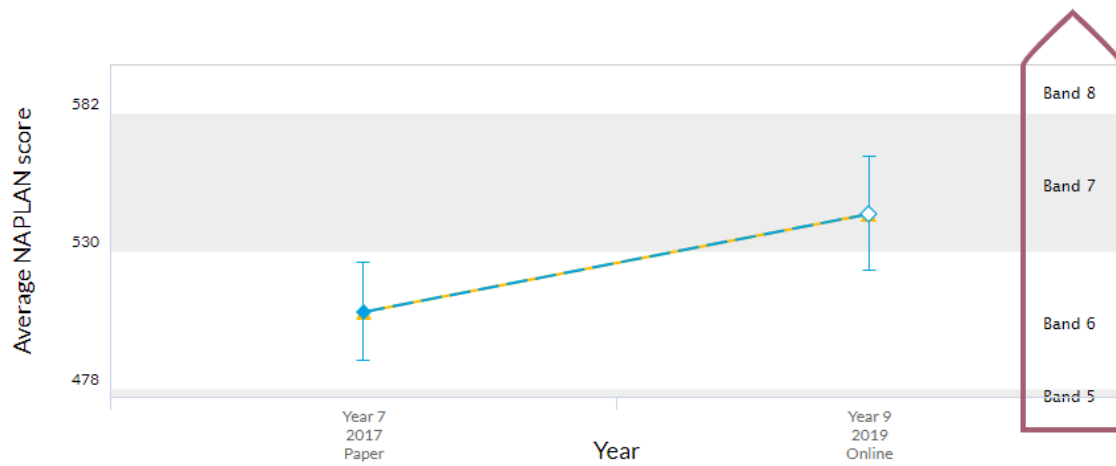 Band 8
582
Band 7
530
Band 6
478
Band 5
Average NAPLAN score
Year 7
2017
Paper
Year 9
2019
Online
Year